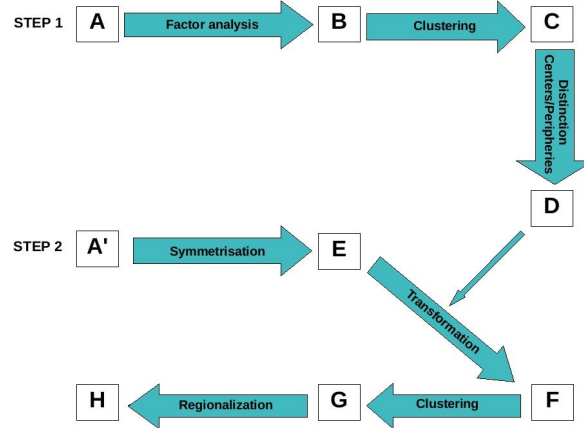 STEP 1
A
Factor analysis
B
Clustering
C
Distinction
Centers/Peripheries
D
STEP 2
A'
Symmetrisation
E
Transformation
H
Regionalization
G
Clustering
F